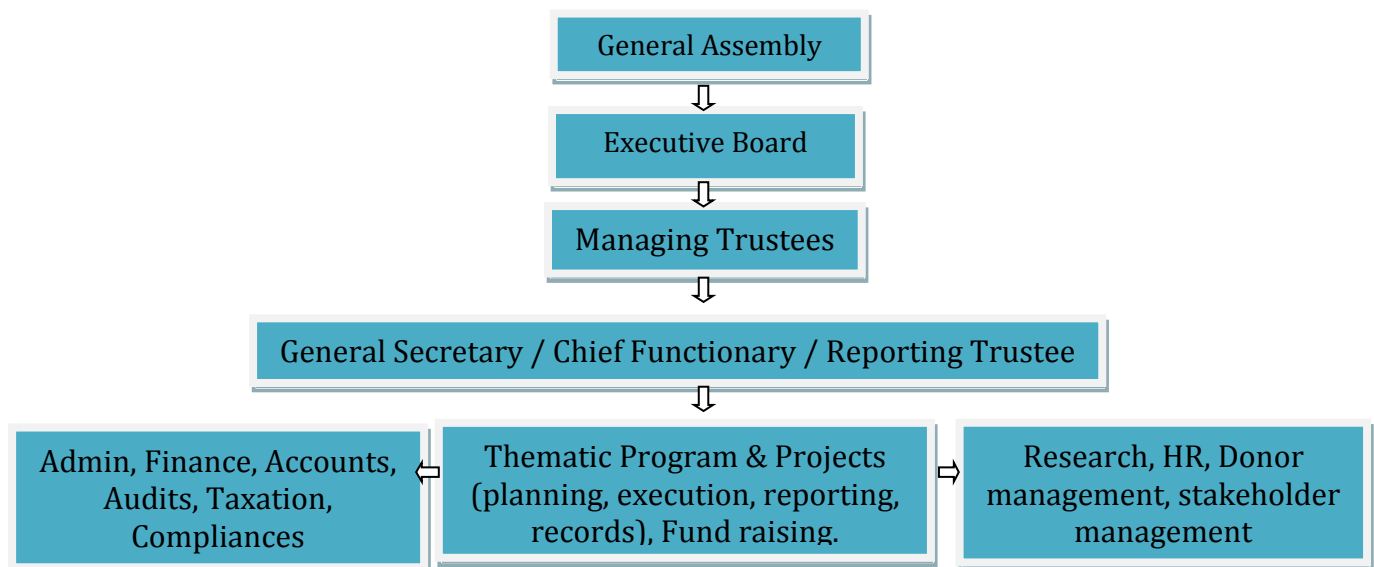 General Assembly
Executive Board
Managing Trustees
General Secretary / Chief Functionary / Reporting Trustee
Admin, Finance, Accounts,
Audits, Taxation,
Compliances
Thematic Program & Projects
(planning, execution, reporting,
records), Fund raising.
Research, HR, Donor
management, stakeholder
management